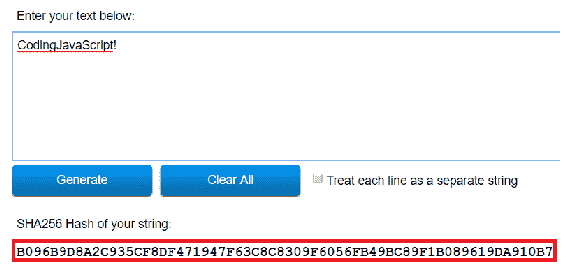 Enter your text below:
CodingJavaScript!
Generate
Clear All
Treat each line as a separate string
SHA256 Hash of your string:
B096B9D8A2C935CF8DF471947F63C8C8309F6056FB49BC89F1B089619DA910B7